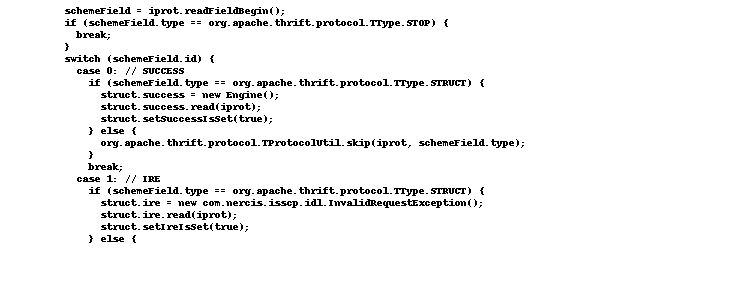 schemeField = iprot.readFieldBegin();
if (schemeField.type == org.apache.thrift.protocol.TType.STOP) {
break;
}
switch (schemeField.id) {
case 0: // SUCCESS
if (schemeField.type == org.apache.thrift.protocol.TType.STRUCT) {
struct.success = new Engine();
struct.success.read(iprot);
struct.setSuccessIsSet(true);
} else {
org.apache.thrift.protocol.TProtocolUtil.skip(iprot, schemeField.type);
}
break;
case 1: // IRE
if (schemeField.type == org.apache.thrift.protocol.TType.STRUCT) {
struct.ire = new com.nercis.isscp.idl.InvalidRequestException();
struct.ire.read(iprot);
struct.setIreIsSet(true);
} else {